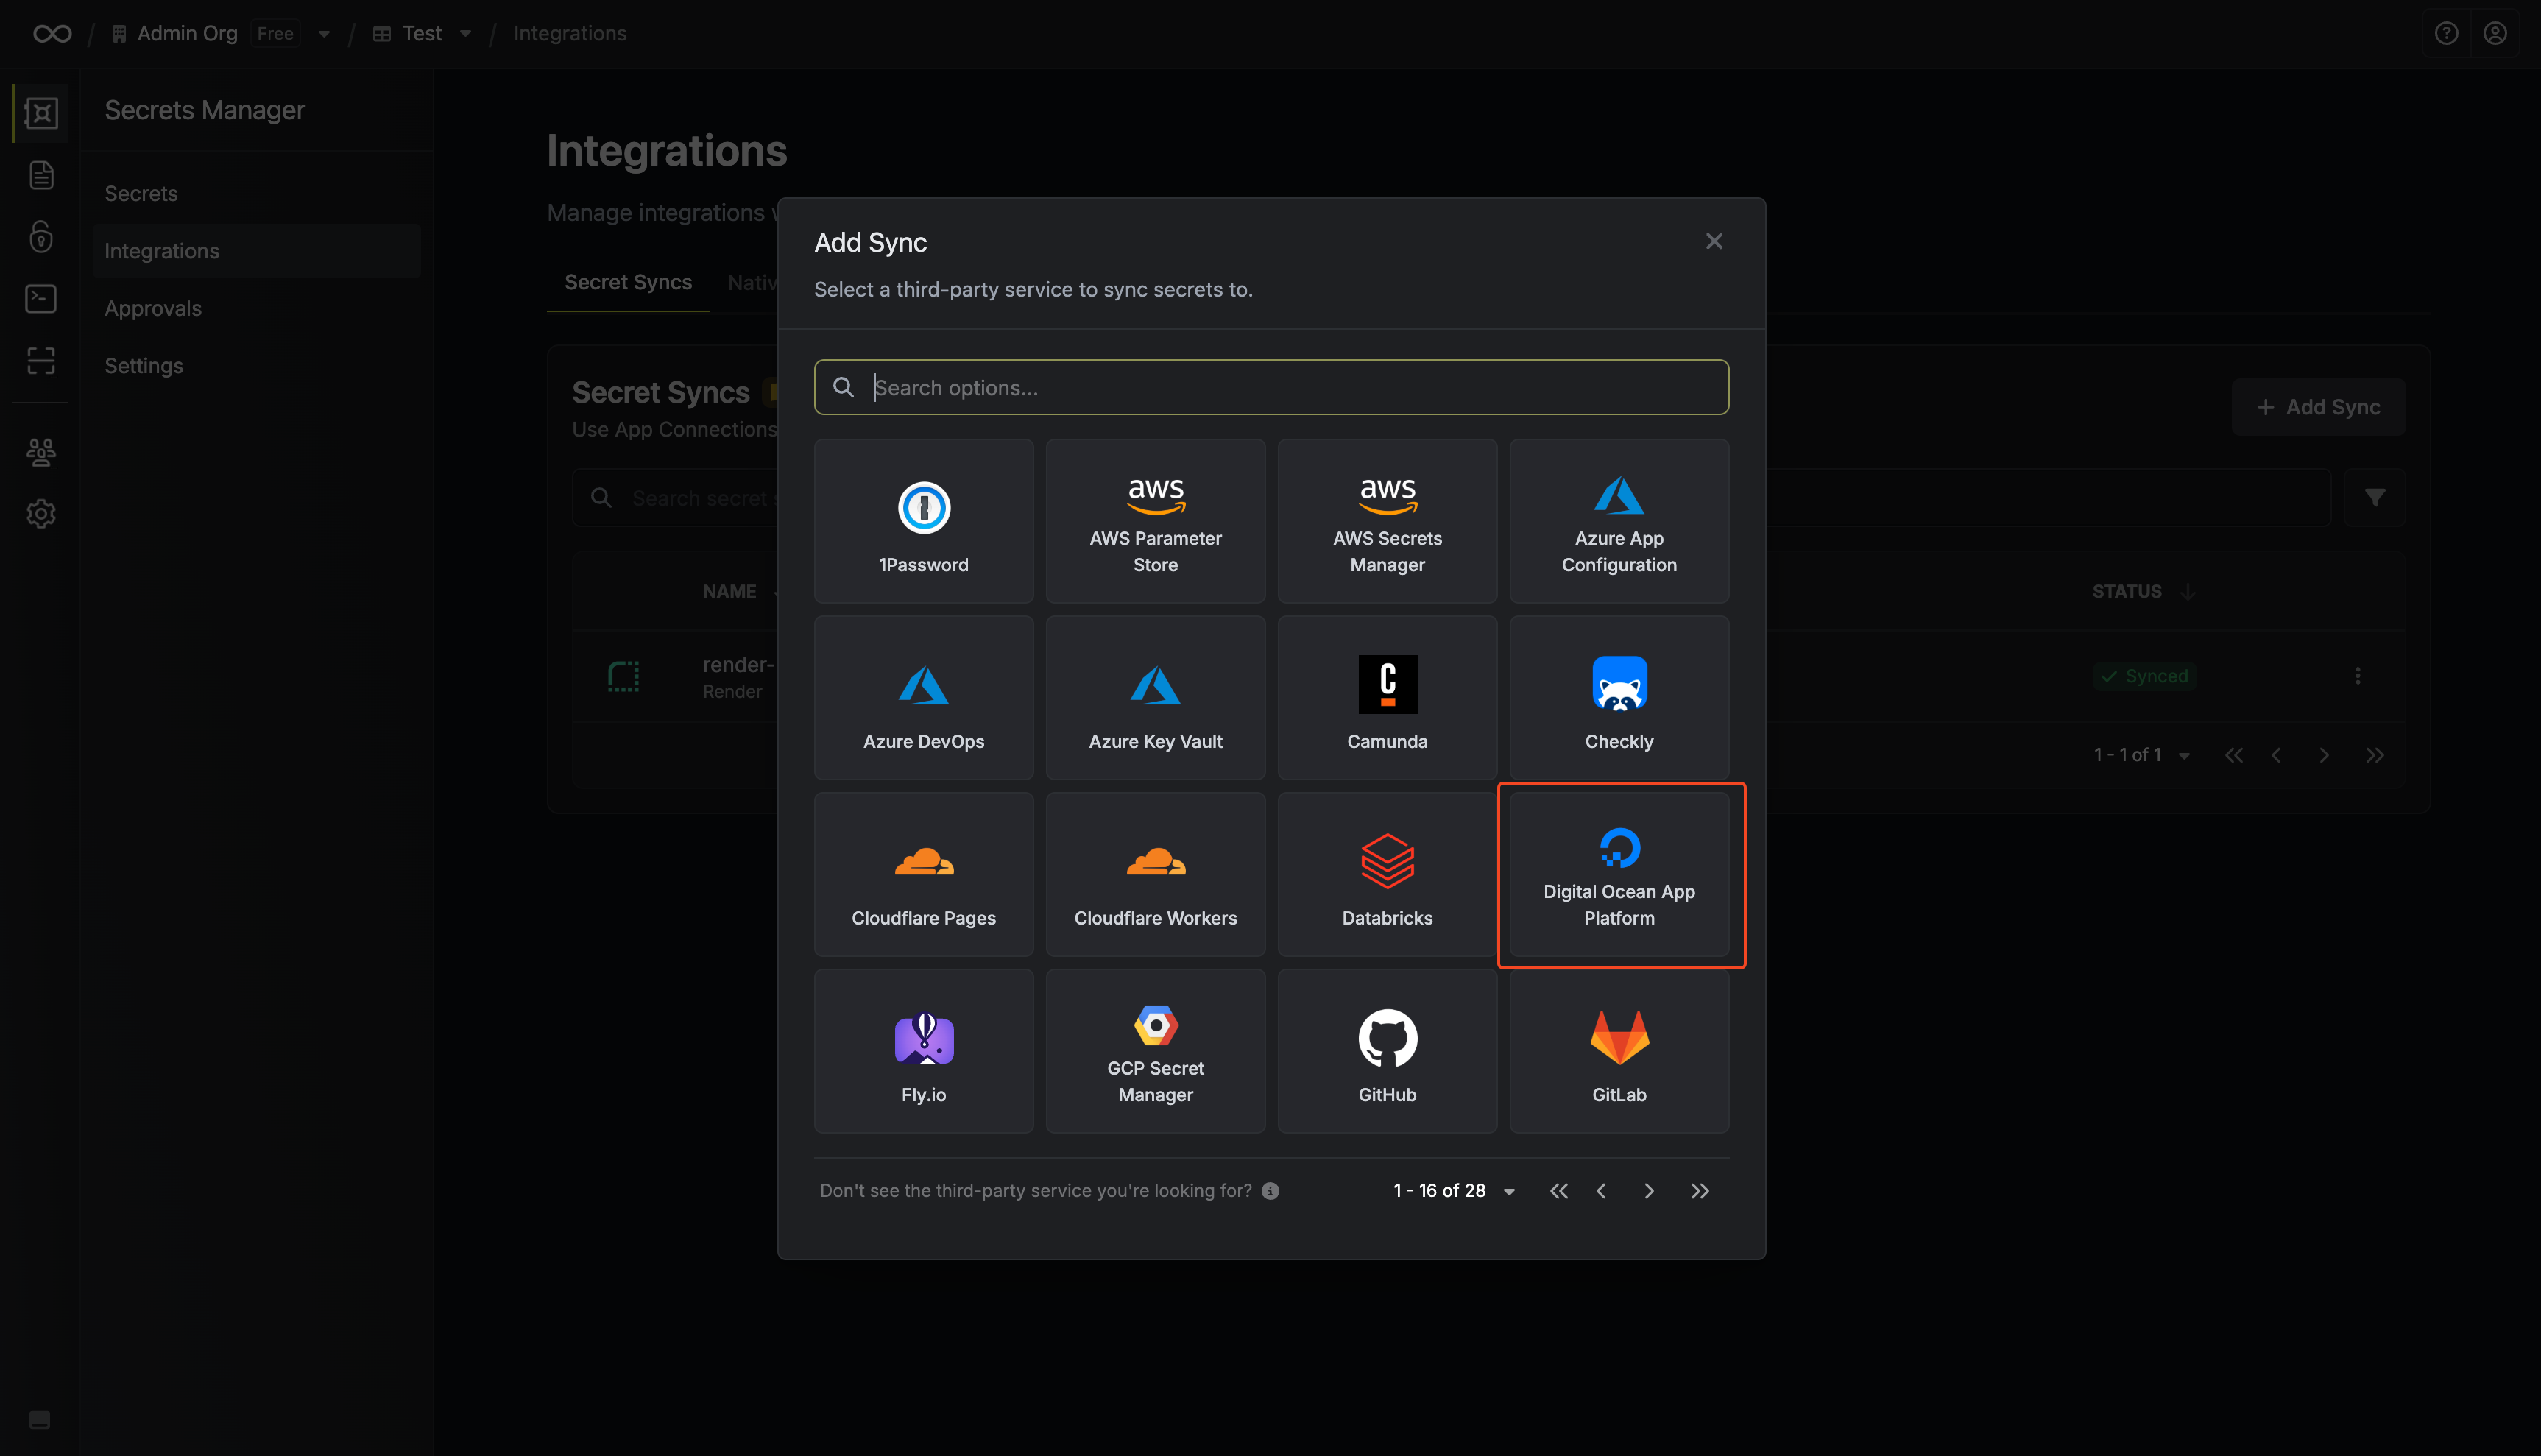 Admin Org Free Test Integrations
Secrets Manager
Secrets
Integrations
Approvals
Settings
Integrations
Manage integrations
Secret Syncs
Secret Syncs
Use App Connections
+ Add Sync
Search secret
NAME
STATUS
render-
Render
Synced
1 - 1 of 1
Add Sync
Select a third-party service to sync secrets to.
Search options...
1Password
aws
AWS Parameter
Store
aws
AWS Secrets
Manager
Azure App
Configuration
Azure DevOps
Azure Key Vault
Camunda
Checkly
Cloudflare Pages
Cloudflare Workers
Databricks
Digital Ocean App
Platform
Fly.io
GCP Secret
Manager
GitHub
GitLab
Don't see the third-party service you're looking for?
1 - 16 of 28